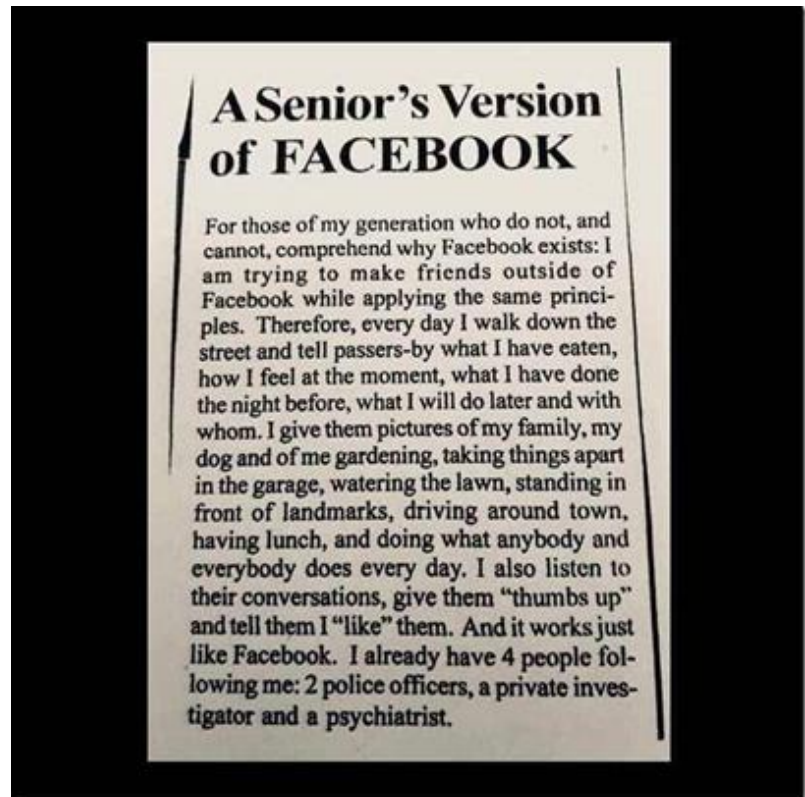 A Senior's Version
of FACEBOOK
For those of my generation who do not, and
cannot, comprehend why Facebook exists: I
am trying to make friends outside of
Facebook while applying the same princi-
ples. Therefore, every day I walk down the
street and tell passers-by what I have eaten,
how I feel at the moment, what I have done
the night before, what I will do later and with
whom. I give them pictures of my family, my
dog and of me gardening, taking things apart
in the garage, watering the lawn, standing in
front of landmarks, driving around town,
having lunch, and doing what anybody and
everybody does every day. I also listen to
their conversations, give them "thumbs up"
and tell them I "like" them. And it works just
like Facebook. I already have 4 people fol-
lowing me: 2 police officers, a private inves-
tigator and a psychiatrist.